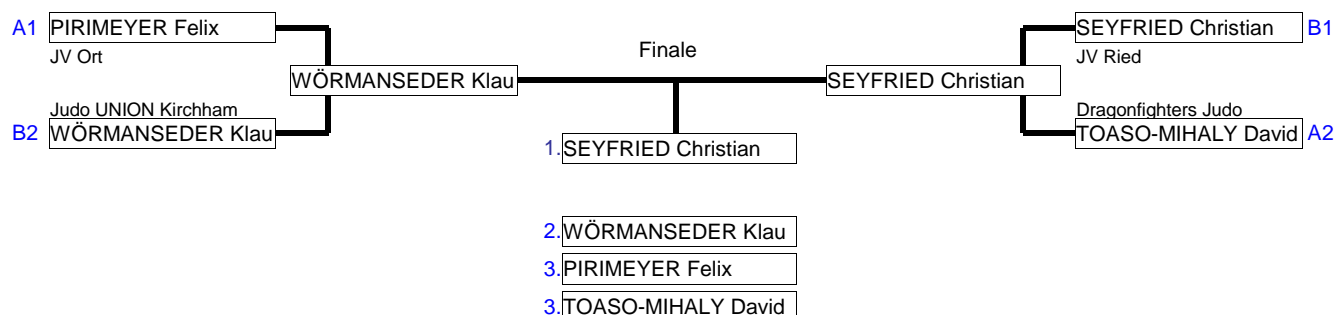 A1 PIRIMEYER Felix
JV Ort
Judo UNION Kirchham
B2 WÖRMANSEDER Klau
WÖRMANSEDER Klau
Finale
SEYFRIED Christian
SEYFRIED Christian B1
JV Ried
Dragonfighters Judo
TOASO-MIHALY David A2
1. SEYFRIED Christian
2. WÖRMANSEDER Klau
3. PIRIMEYER Felix
3. TOASO-MIHALY David